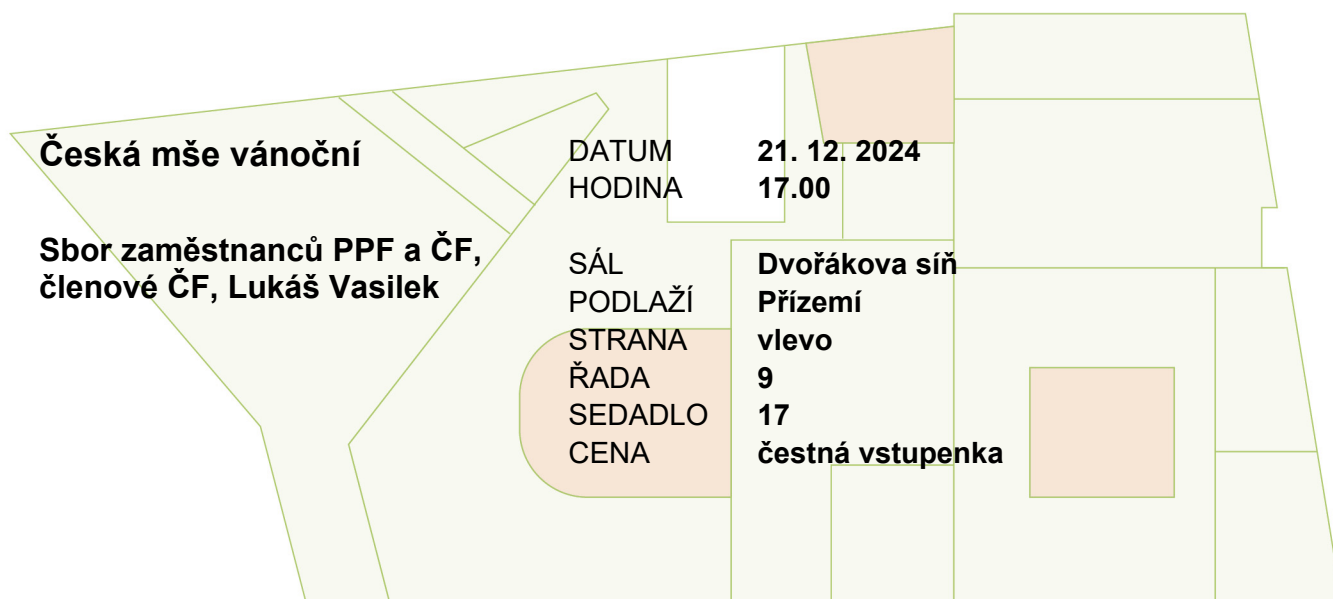 Česká mše vánoční
Sbor zaměstnanců PPF a ČF,
členové ČF, Lukáš Vasilek
DATUM 21. 12. 2024
HODINA 17.00
SÁL Dvořákova síň
PODLAŽÍ Přízemí
STRANA vlevo
ŘADA 9
SEDADLO 17
CENA čestná vstupenka